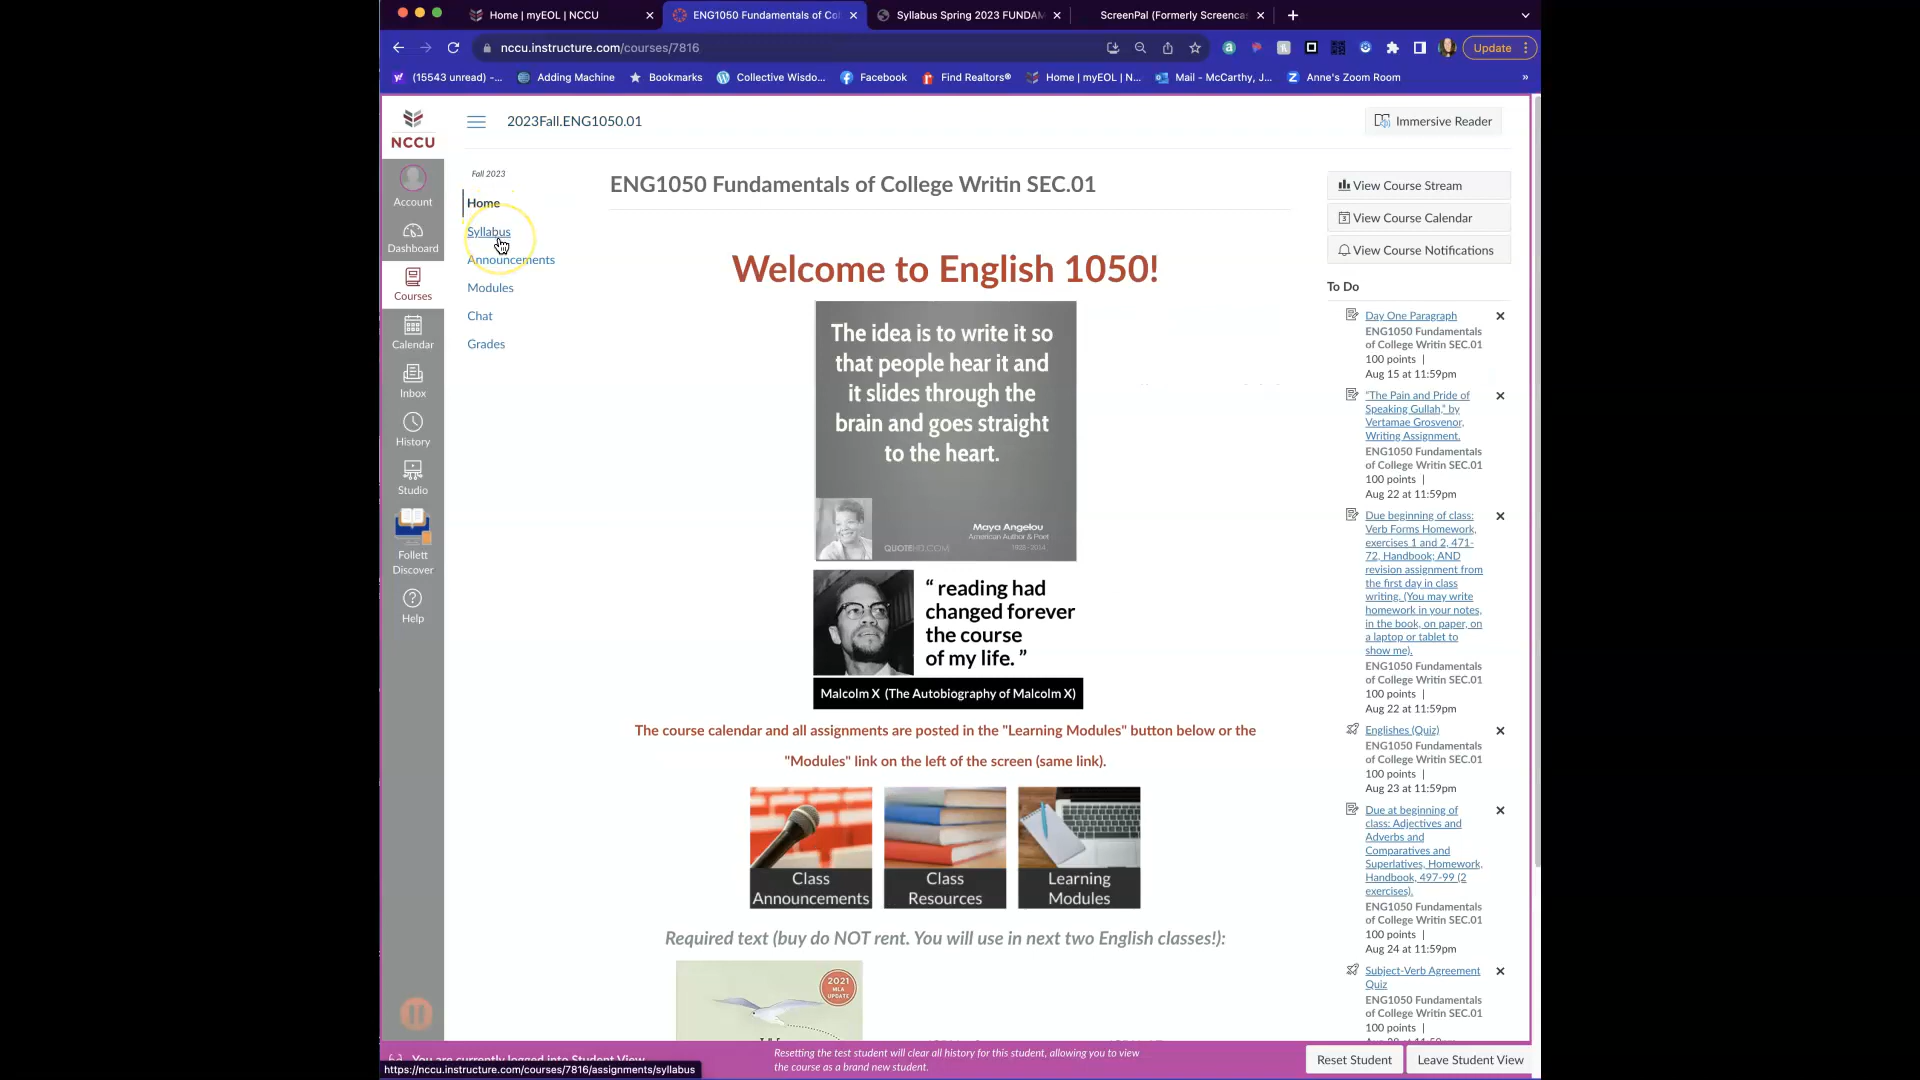 Home | myEOL | NCCU
ENG1050 Fundamentals of Co
Syllabus Spring 2023 FUNDAM
ScreenPal (Formerly Screencas
nccu.instructure.com/courses/7816
Update
(15543 unread) -...
Adding Machine
Bookmarks
Collective Wisdo...
Facebook
Find Realtors®
Home | myEOL | N...
Mail - McCarthy, J...
Anne's Zoom Room
»
NCCU
2023Fall.ENG1050.01
Immersive Reader
Account
Dashboard
Courses
Calendar
Inbox
History
Studio
Follett
Discover
Help
Fall 2023
Home
Syllabus
Announcements
Modules
Chat
Grades
ENG1050 Fundamentals of College Writin SEC.01
Welcome to English 1050!
The idea is to write it so
that people hear it and
it slides through the
brain and goes straight
to the heart.
Maya Angelou
American Author & Poet
1928 - 2014
QUOTEHD.COM
“ reading had
changed forever
the course
of my life. ”
Malcolm X (The Autobiography of Malcolm X)
The course calendar and all assignments are posted in the "Learning Modules" button below or the
"Modules" link on the left of the screen (same link).
Class
Announcements
Class
Resources
Learning
Modules
Required text (buy do NOT rent. You will use in next two English classes!):
2021
MLA
UPDATE
View Course Stream
View Course Calendar
View Course Notifications
To Do
Day One Paragraph
ENG1050 Fundamentals
of College Writin SEC.01
100 points |
Aug 15 at 11:59pm
"The Pain and Pride of
Speaking Gullah," by
Vertamae Grosvenor,
Writing Assignment.
ENG1050 Fundamentals
of College Writin SEC.01
100 points |
Aug 22 at 11:59pm
Due beginning of class:
Verb Forms Homework,
exercises 1 and 2, 471-
72, Handbook; AND
revision assignment from
the first day in class
writing. (You may write
homework in your notes,
in the book, on paper, on
a laptop or tablet to
show me).
ENG1050 Fundamentals
of College Writin SEC.01
100 points |
Aug 22 at 11:59pm
Englishes (Quiz)
ENG1050 Fundamentals
of College Writin SEC.01
100 points |
Aug 23 at 11:59pm
Due at beginning of
class: Adjectives and
Adverbs and
Comparatives and
Superlatives, Homework,
Handbook, 497-99 (2
exercises).
ENG1050 Fundamentals
of College Writin SEC.01
100 points |
Aug 24 at 11:59pm
Subject-Verb Agreement
Quiz
ENG1050 Fundamentals
of College Writin SEC.01
100 points |
You are currently logged into Student View
Resetting the test student will clear all history for this student, allowing you to view
the course as a brand new student.
Reset Student
Leave Student View
https://nccu.instructure.com/courses/7816/assignments/syllabus